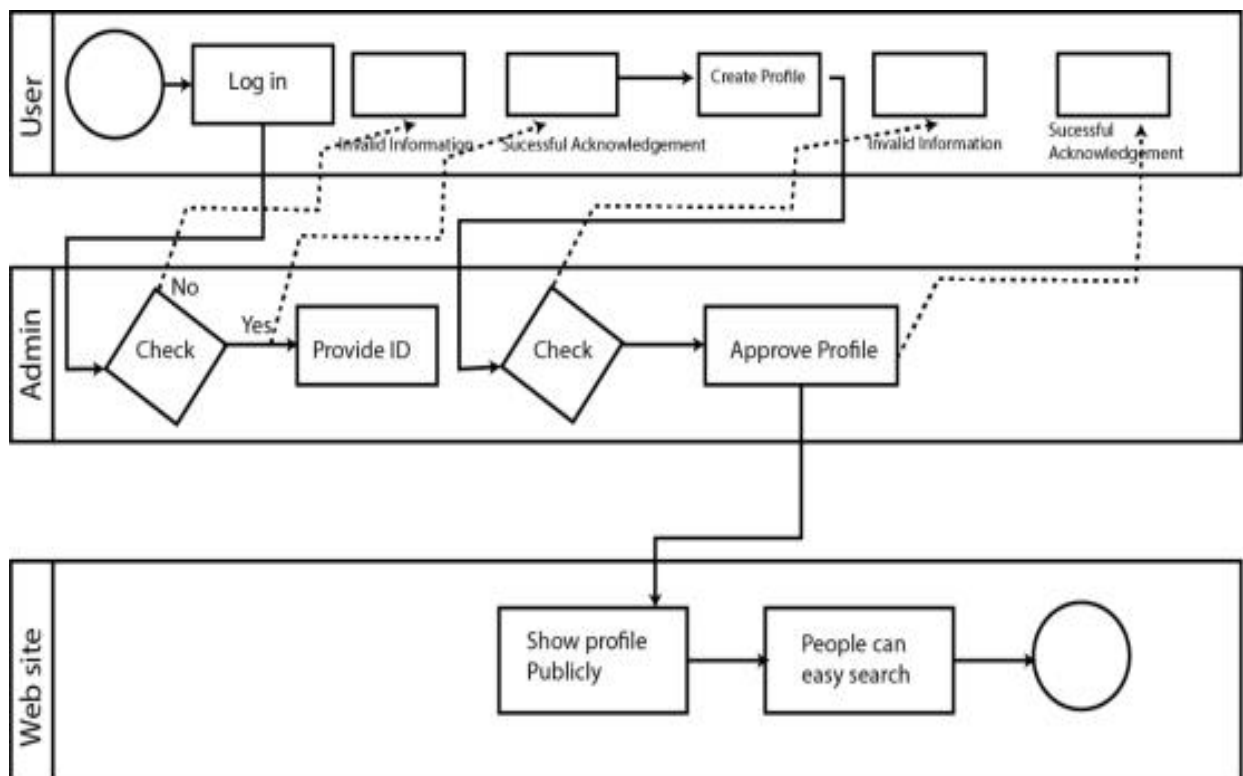 User
Log in
Create Profile
Invalid Information
Sucessful Acknowledgement
Invalid Information
Sucessful
Acknowledgement
Admin
No
Yes
Check
Provide ID
Check
Approve Profile
Web site
Show profile
Publicly
People can
easy search